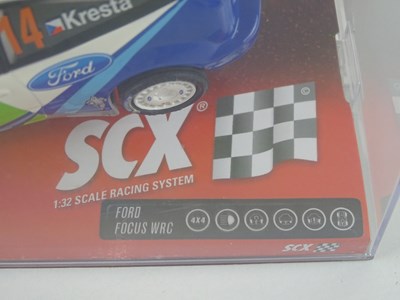 14 Kresta
Ford
SCX®
©
1:32 SCALE RACING SYSTEM
FORD
FOCUS WRC
4X4
SCX